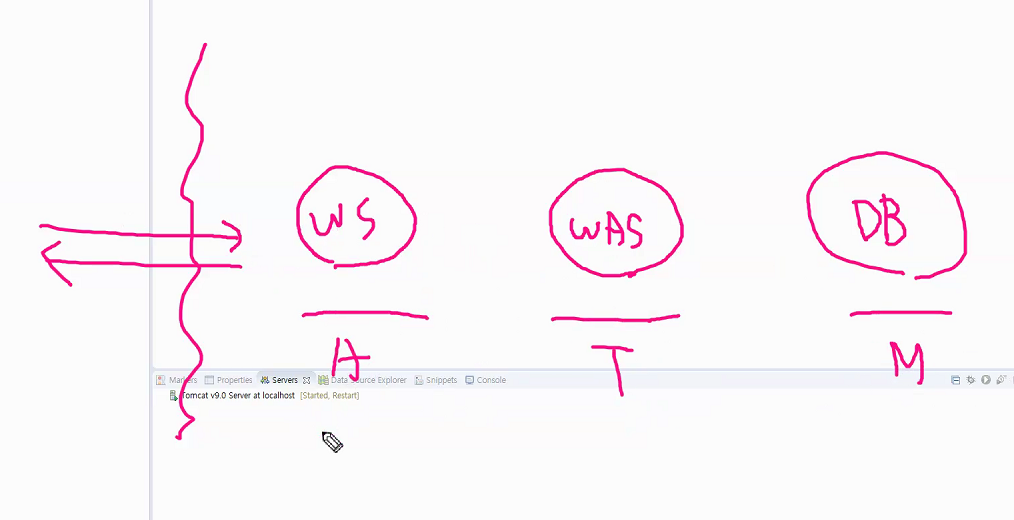 WS WAS DB
A T M
Markers Properties Servers Data Source Explorer Snippets Console
Tomcat v9.0 Server at localhost [Started, Restart]